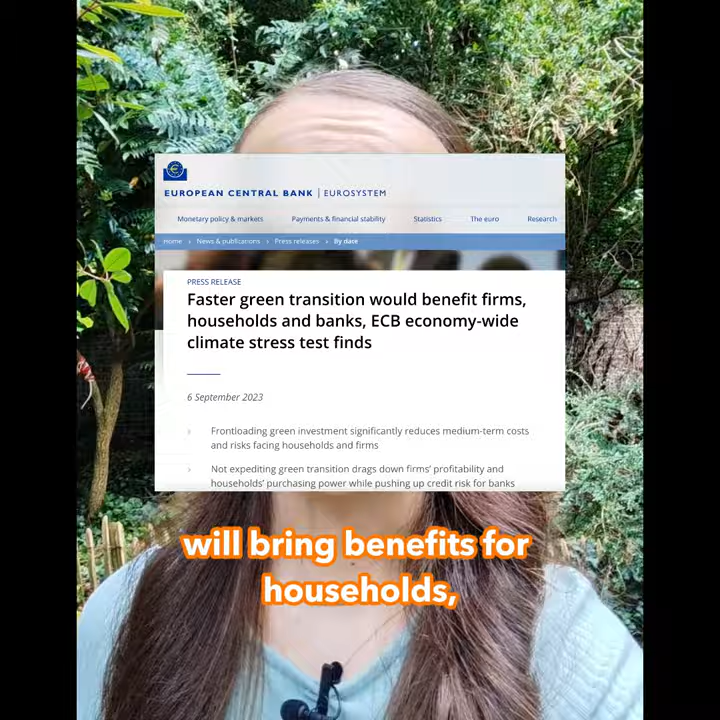 EUROPEAN CENTRAL BANK | EUROSYSTEM
Monetary policy & markets Payments & financial stability Statistics The euro Research
Home › News & publications › Press releases › By date
PRESS RELEASE
Faster green transition would benefit firms,
households and banks, ECB economy-wide
climate stress test finds
6 September 2023
› Frontloading green investment significantly reduces medium-term costs
and risks facing households and firms
› Not expediting green transition drags down firms’ profitability and
households’ purchasing power while pushing up credit risk for banks
will bring benefits for
households,